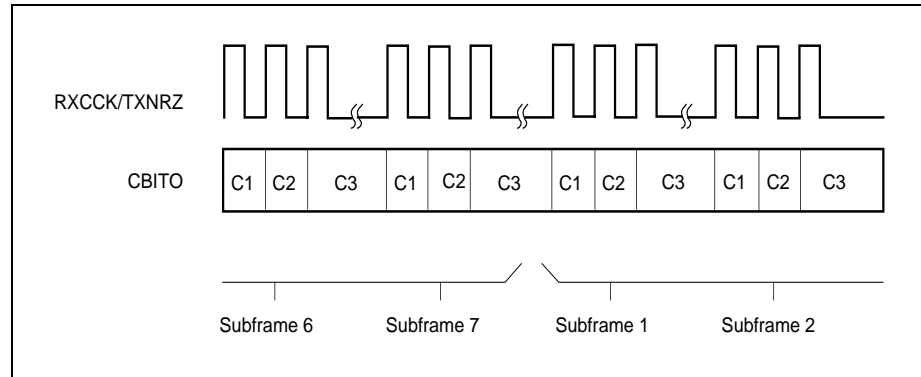 RXCCK/TXNRZ
CBITO C1 C2 C3 C1 C2 C3 C1 C2 C3 C1 C2 C3
Subframe 6 Subframe 7 Subframe 1 Subframe 2